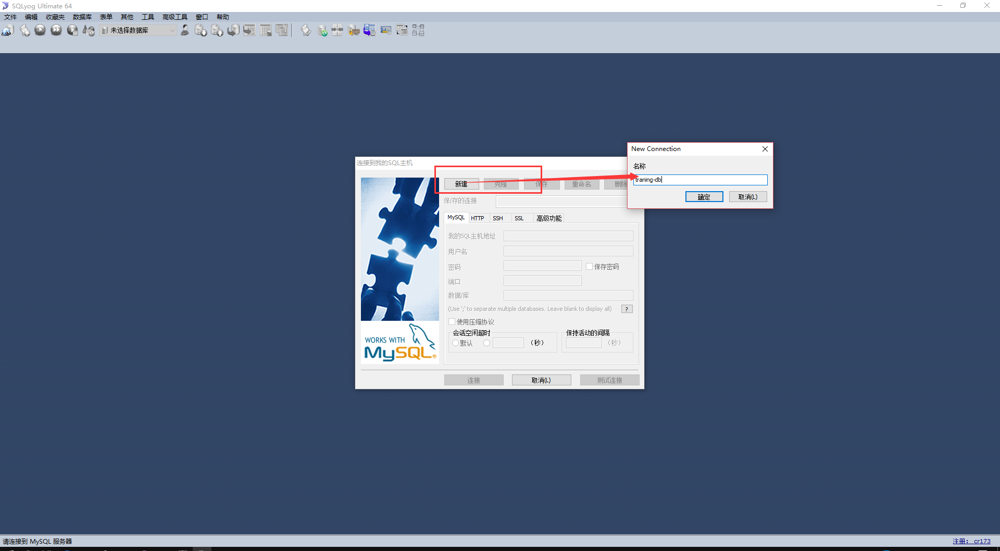 SQLyog Ultimate 64
文件 编辑 收藏夹 数据库 表单 其他 工具 高级工具 窗口 帮助
未选择数据库
连接到我的SQL主机
新建 克隆 保存 重命名 删除
保/存的连接
MySQL HTTP SSH SSL 高级功能
我的SQL主机地址
用户名
密码 保存密码
端口
数据/库
(Use ';' to separate multiple databases. Leave blank to display all) ?
使用压缩协议
会话空闲超时 保持活动的间隔
默认 (秒) (秒)
WORKS WITH
MySQL®
连接 取消(L) 测试连接
New Connection
名称
traning-db
确定 取消(L)
请连接到 MySQL 服务器
注册： cr173